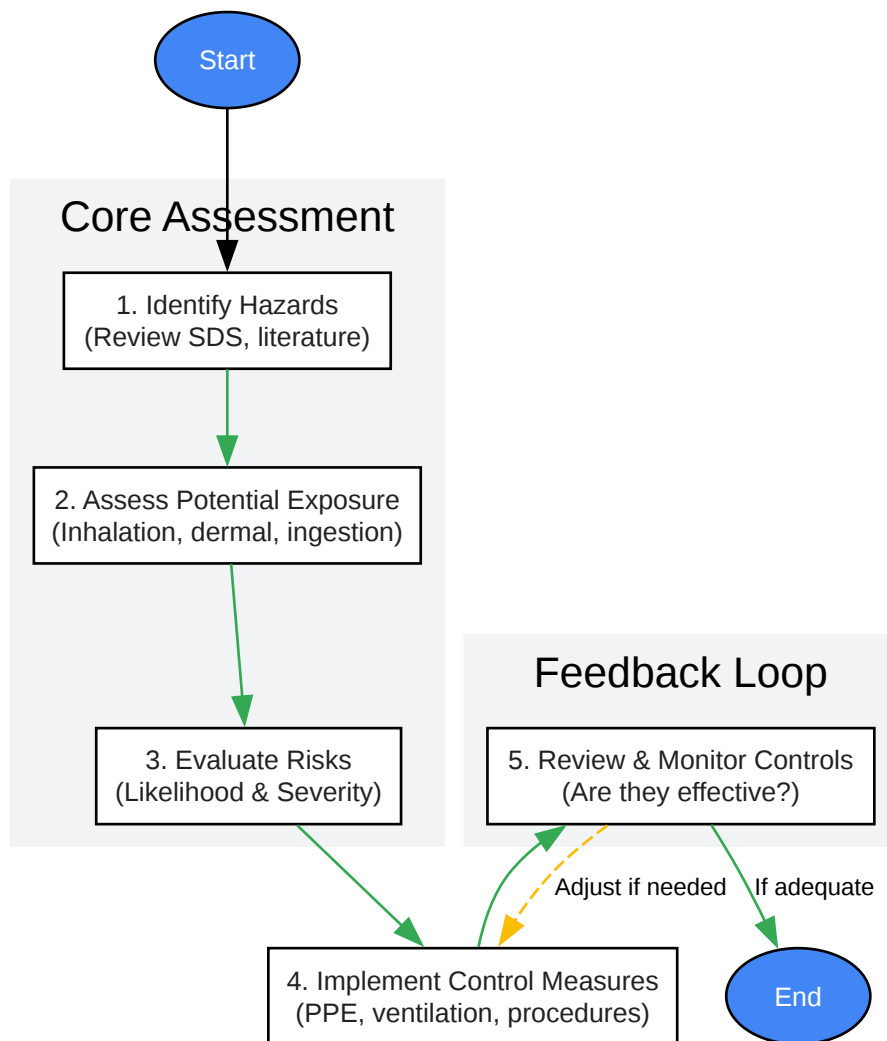 Start
Core Assessment
1. Identify Hazards
(Review SDS, literature)
2. Assess Potential Exposure
(Inhalation, dermal, ingestion)
3. Evaluate Risks
(Likelihood & Severity)
Feedback Loop
5. Review & Monitor Controls
(Are they effective?)
Adjust if needed
If adequate
4. Implement Control Measures
(PPE, ventilation, procedures)
End